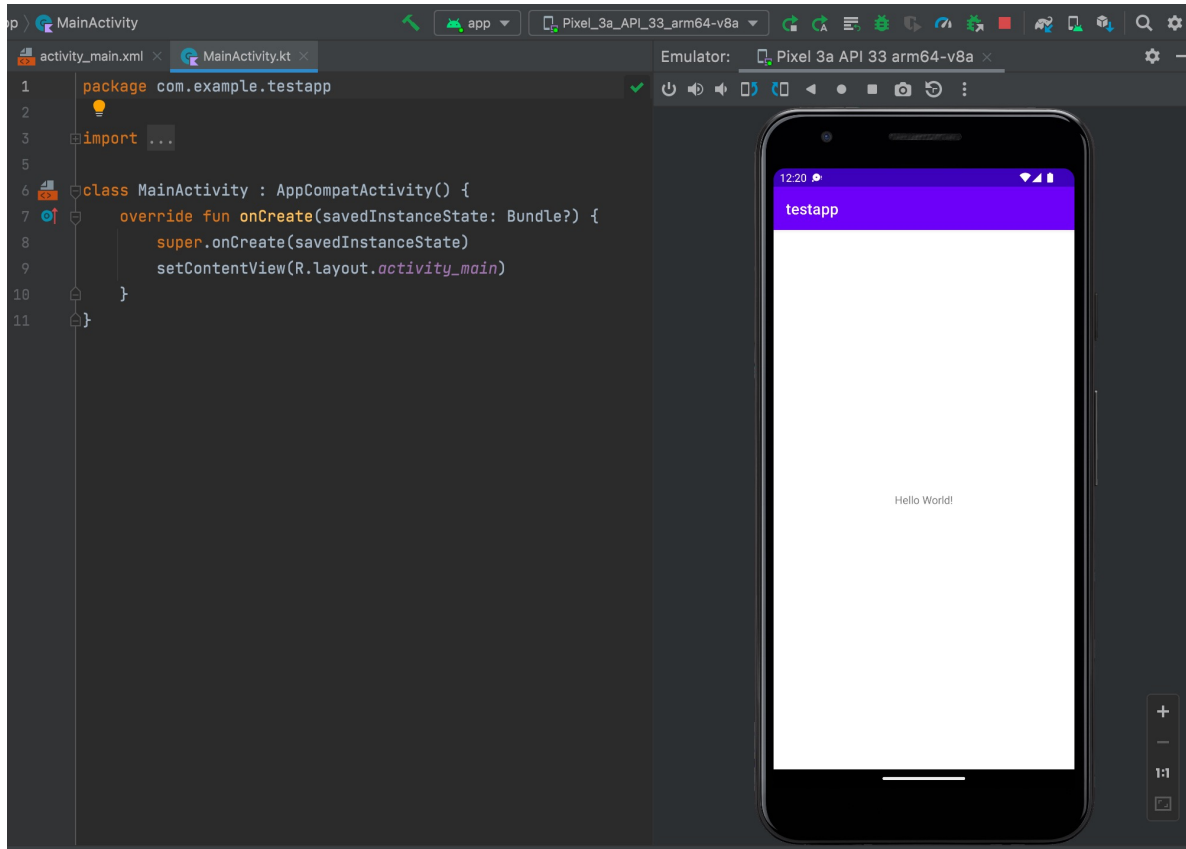 op MainActivity app Pixel_3a_API_33_arm64-v8a
activity_main.xml MainActivity.kt Emulator: Pixel 3a API 33 arm64-v8a
1 package com.example.testapp
2
3 import ...
5
6 class MainActivity : AppCompatActivity() {
7 override fun onCreate(savedInstanceState: Bundle?) {
8 super.onCreate(savedInstanceState)
9 setContentView(R.layout.activity_main)
10 }
11 }
12:20
testapp
Hello World!
1:1